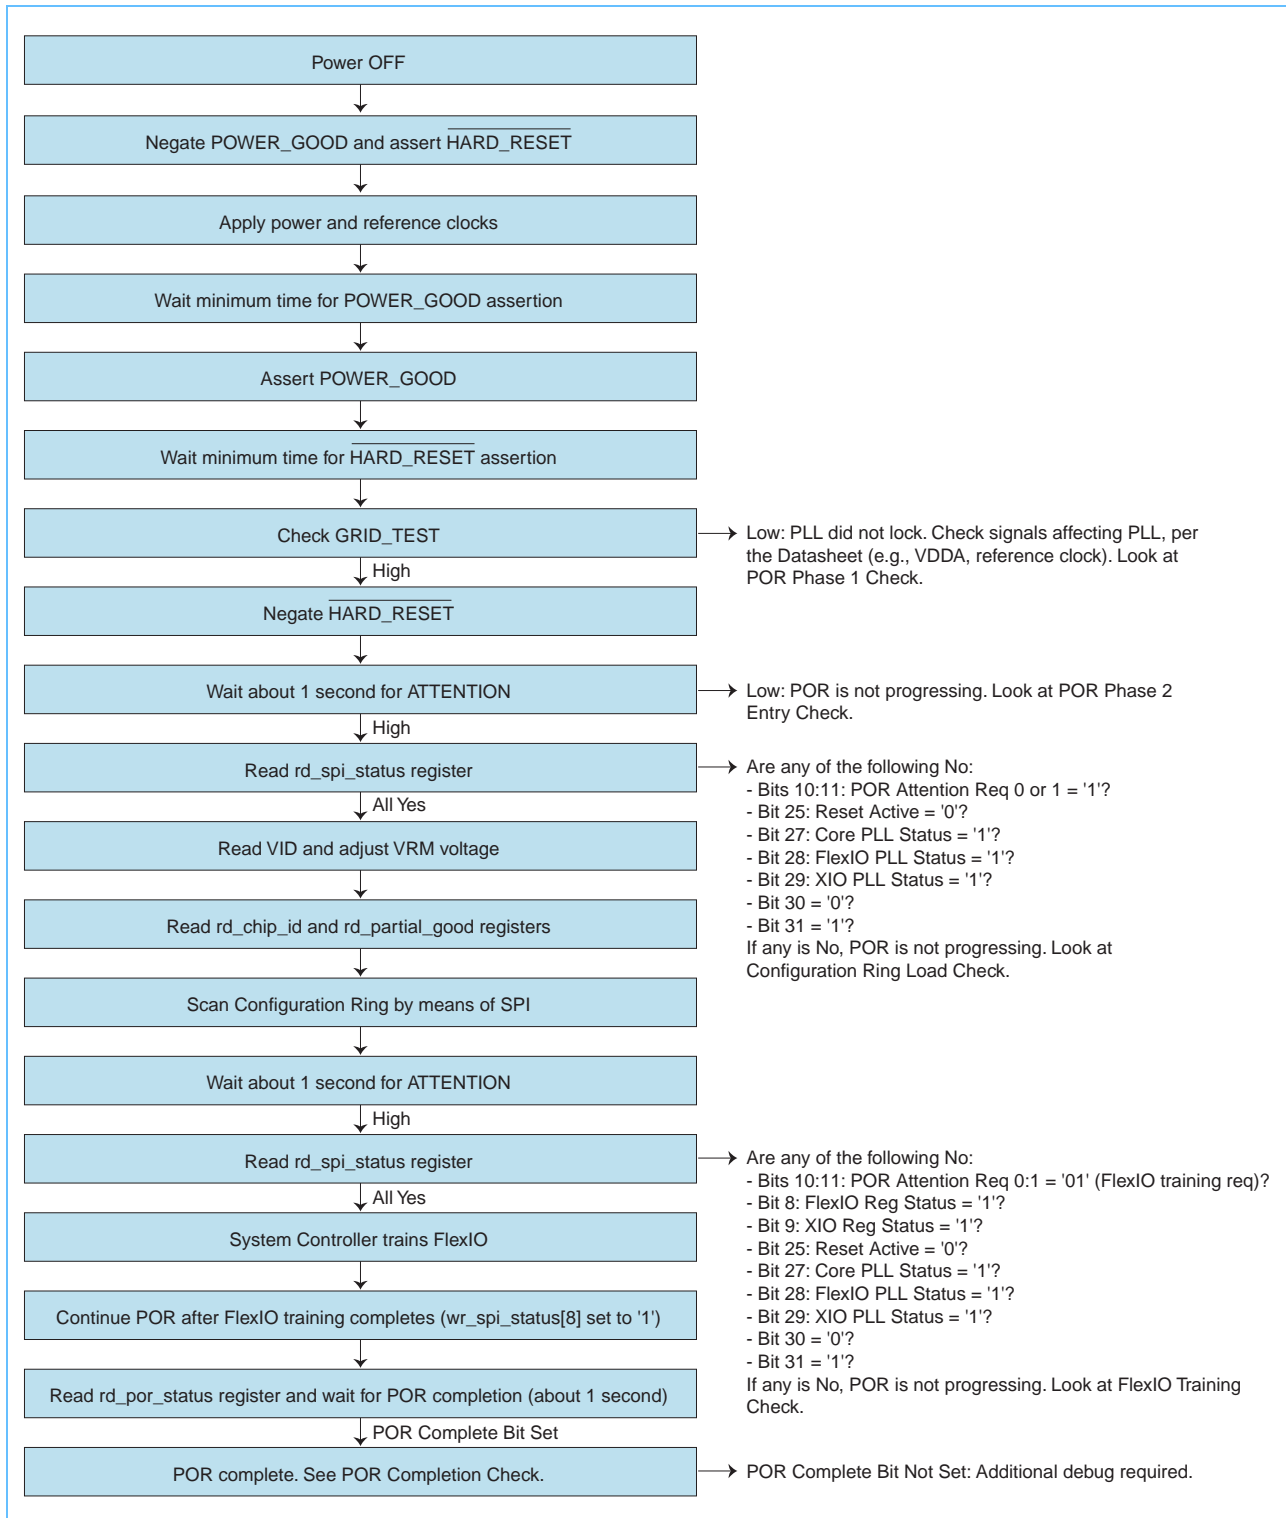 Power OFF
Negate POWER_GOOD and assert HARD_RESET
Apply power and reference clocks
Wait minimum time for POWER_GOOD assertion
Assert POWER_GOOD
Wait minimum time for HARD_RESET assertion
Check GRID_TEST
Low: PLL did not lock. Check signals affecting PLL, per
the Datasheet (e.g., VDDA, reference clock). Look at
POR Phase 1 Check.
High
Negate HARD_RESET
Wait about 1 second for ATTENTION
Low: POR is not progressing. Look at POR Phase 2
Entry Check.
High
Read rd_spi_status register
Are any of the following No:
- Bits 10:11: POR Attention Req 0 or 1 = '1'?
- Bit 25: Reset Active = '0'?
- Bit 27: Core PLL Status = '1'?
- Bit 28: FlexIO PLL Status = '1'?
- Bit 29: XIO PLL Status = '1'?
- Bit 30 = '0'?
- Bit 31 = '1'?
If any is No, POR is not progressing. Look at
Configuration Ring Load Check.
All Yes
Read VID and adjust VRM voltage
Read rd_chip_id and rd_partial_good registers
Scan Configuration Ring by means of SPI
Wait about 1 second for ATTENTION
High
Read rd_spi_status register
Are any of the following No:
- Bits 10:11: POR Attention Req 0:1 = '01' (FlexIO training req)?
- Bit 8: FlexIO Reg Status = '1'?
- Bit 9: XIO Reg Status = '1'?
- Bit 25: Reset Active = '0'?
- Bit 27: Core PLL Status = '1'?
- Bit 28: FlexIO PLL Status = '1'?
- Bit 29: XIO PLL Status = '1'?
- Bit 30 = '0'?
- Bit 31 = '1'?
If any is No, POR is not progressing. Look at FlexIO Training
Check.
All Yes
System Controller trains FlexIO
Continue POR after FlexIO training completes (wr_spi_status[8] set to '1')
Read rd_por_status register and wait for POR completion (about 1 second)
POR Complete Bit Set
POR complete. See POR Completion Check.
POR Complete Bit Not Set: Additional debug required.